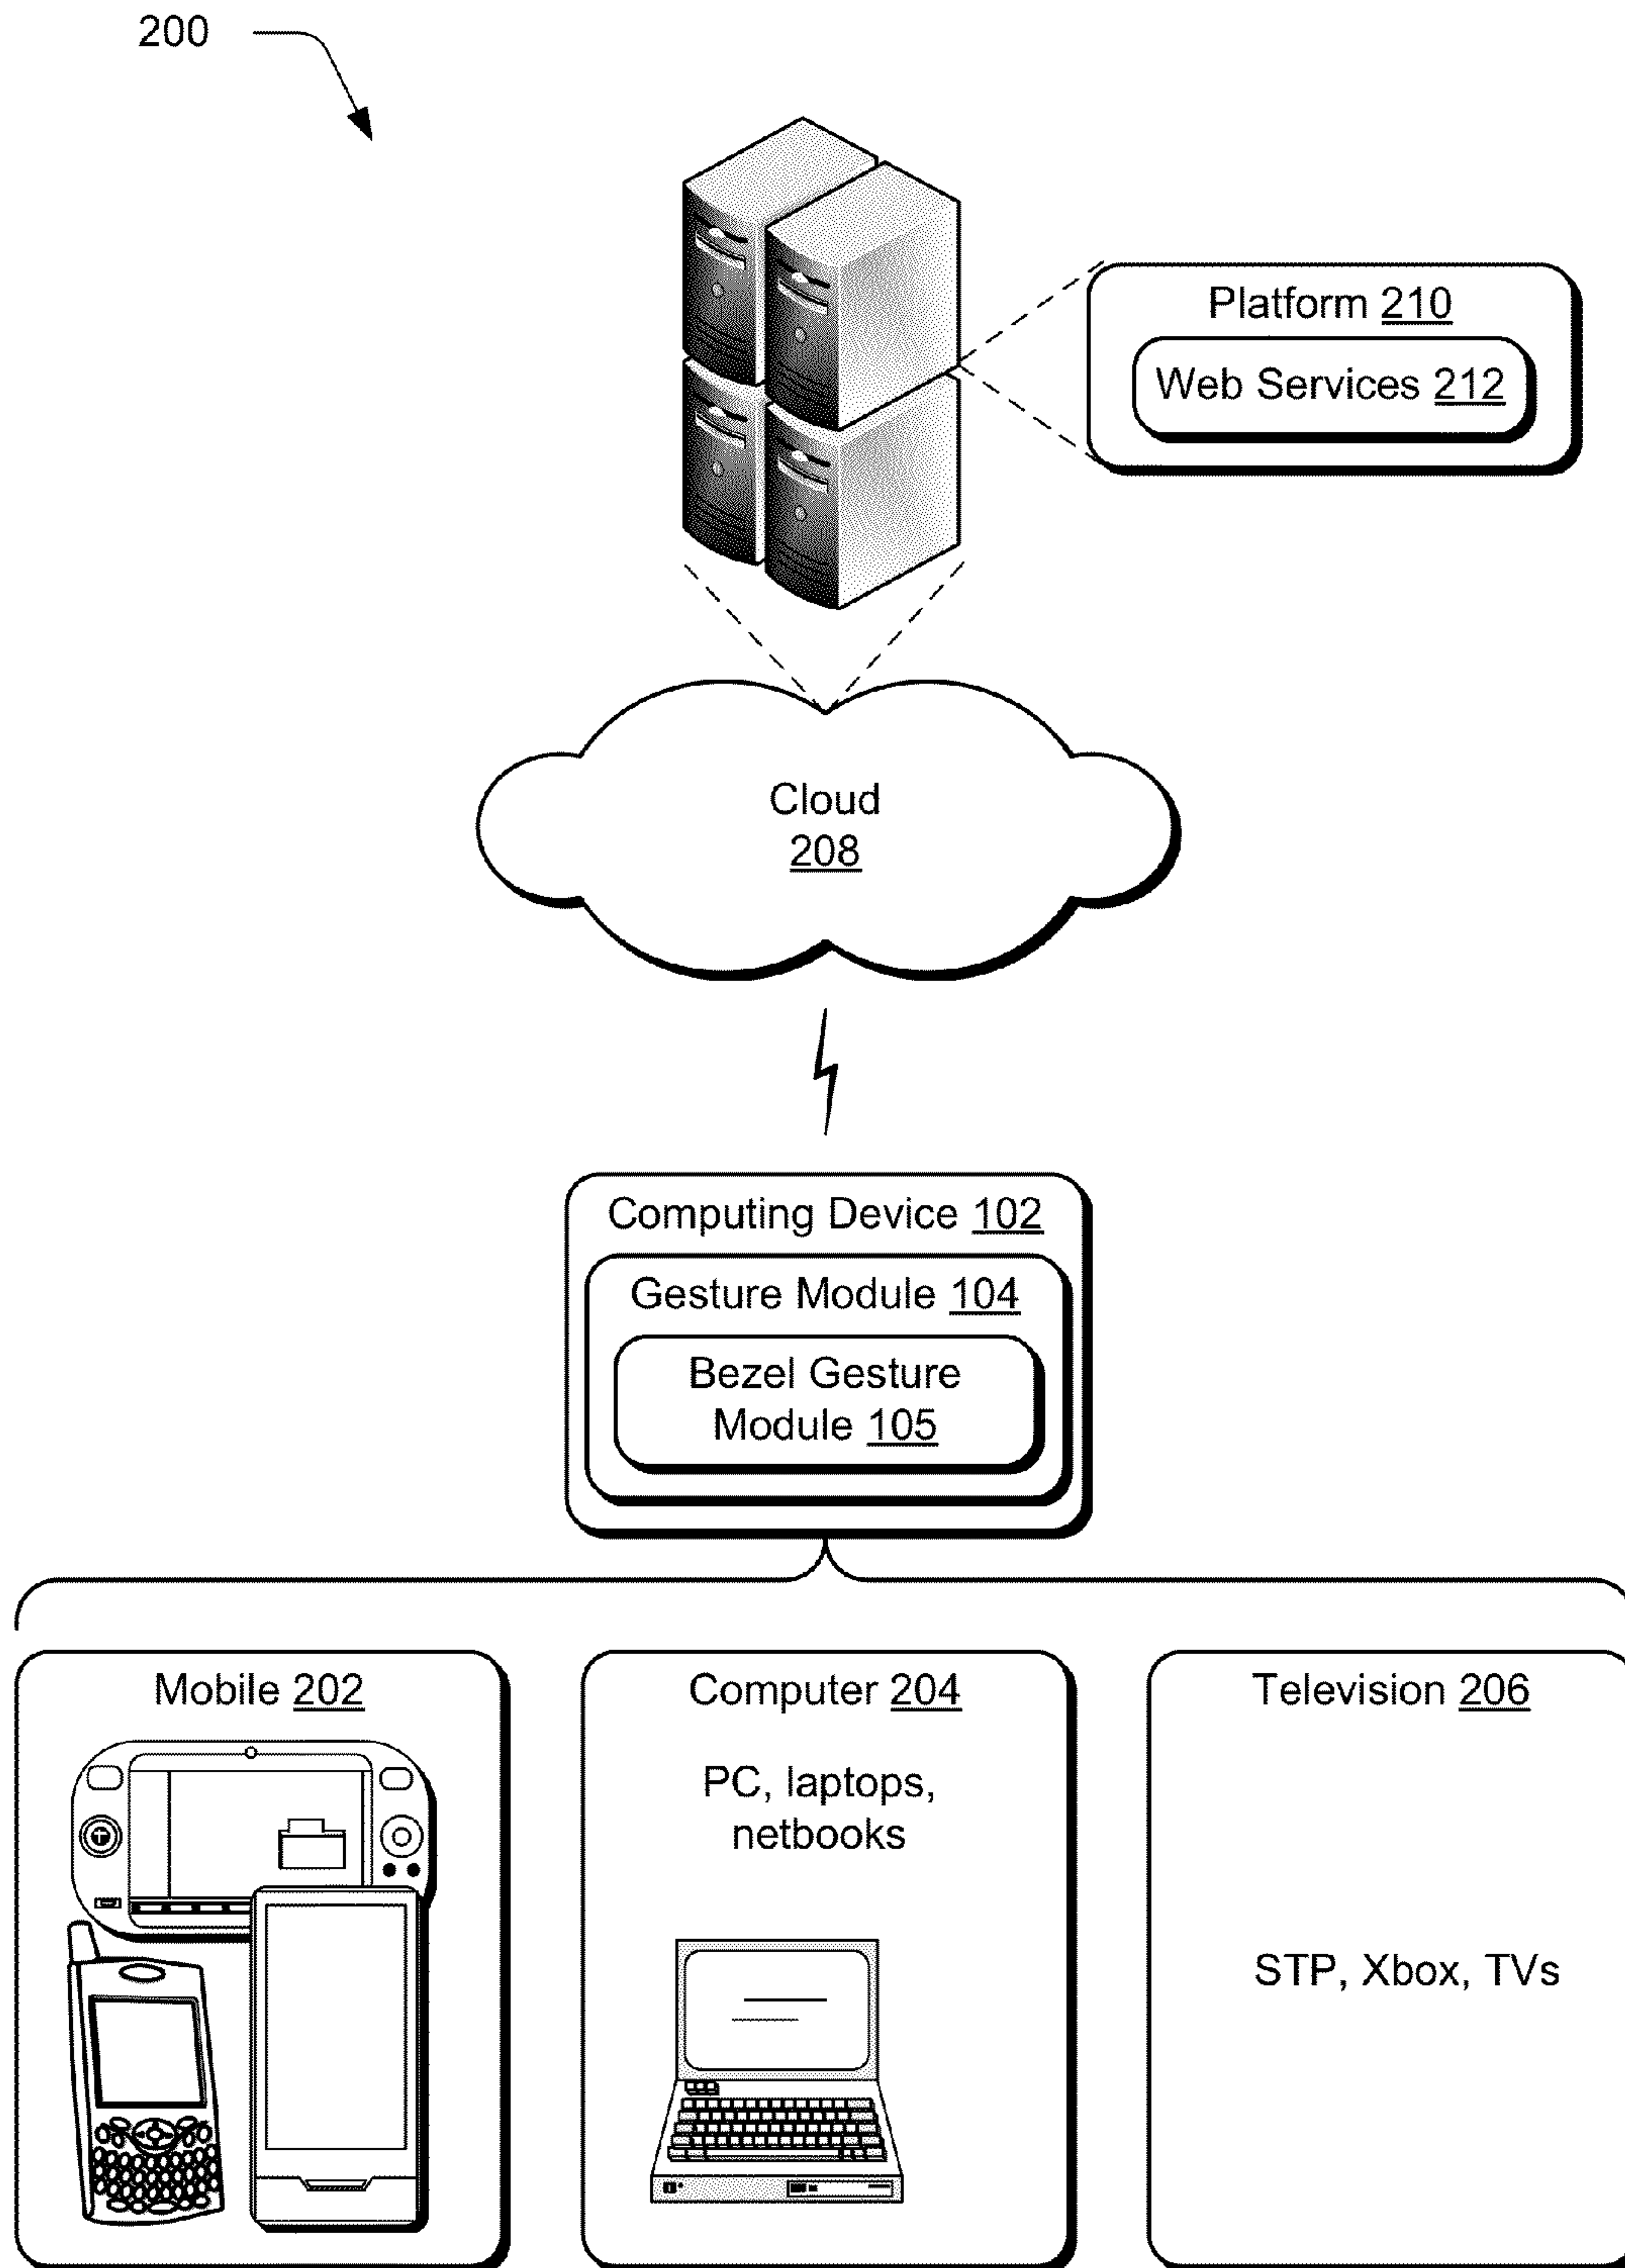 200
Platform 210
Web Services 212
Cloud
208
Computing Device 102
Gesture Module 104
Bezel Gesture
Module 105
Mobile 202
Computer 204
Television 206
PC, laptops,
netbooks
STP, Xbox, TVs